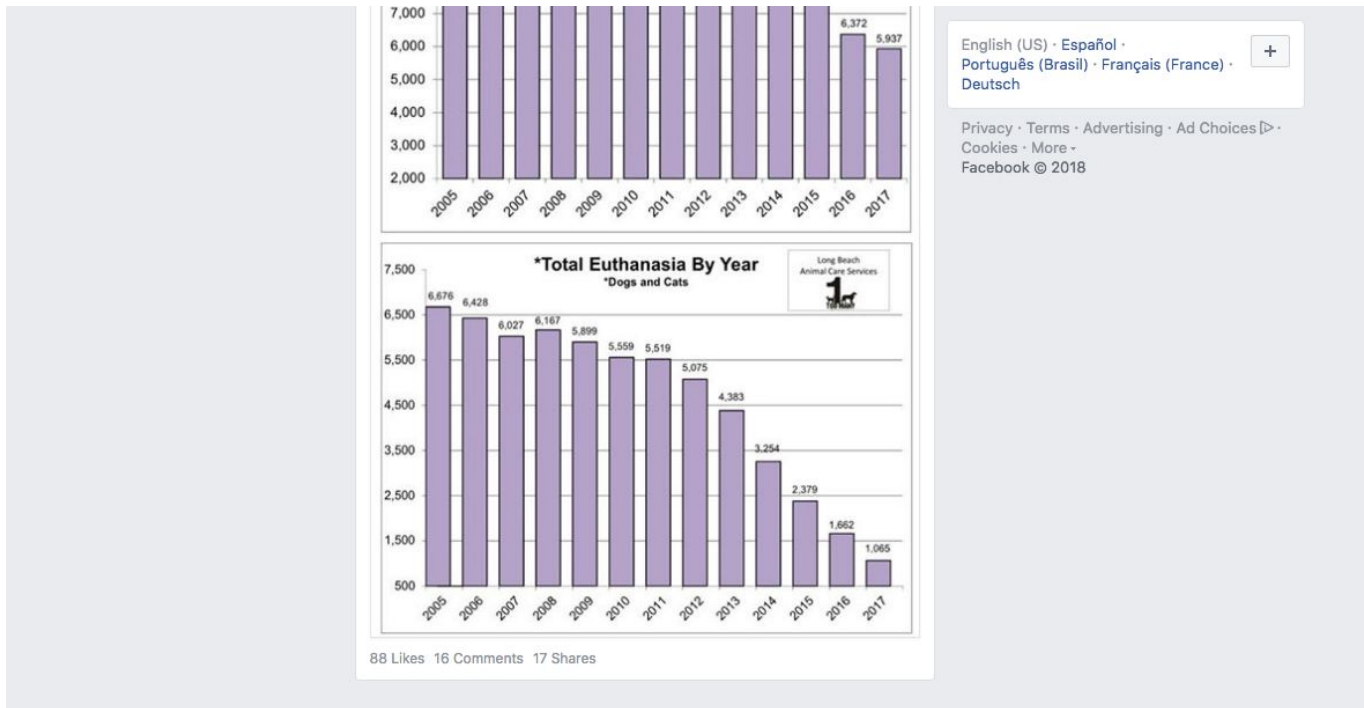 7,000
6,372
6,000
5,937
5,000
4,000
3,000
2,000
2005 2006 2007 2008 2009 2010 2011 2012 2013 2014 2015 2016 2017
*Total Euthanasia By Year
*Dogs and Cats
Long Beach
Animal Care Services
1
7,500
6,676 6,428 6,027 6,167 5,899 5,559 5,519 5,075 4,383 3,254 2,379 1,662 1,065
6,500
5,500
4,500
3,500
2,500
1,500
500
2005 2006 2007 2008 2009 2010 2011 2012 2013 2014 2015 2016 2017
88 Likes 16 Comments 17 Shares
English (US) · Español ·
Português (Brasil) · Français (France) ·
Deutsch
+
Privacy · Terms · Advertising · Ad Choices ·
Cookies · More
Facebook © 2018